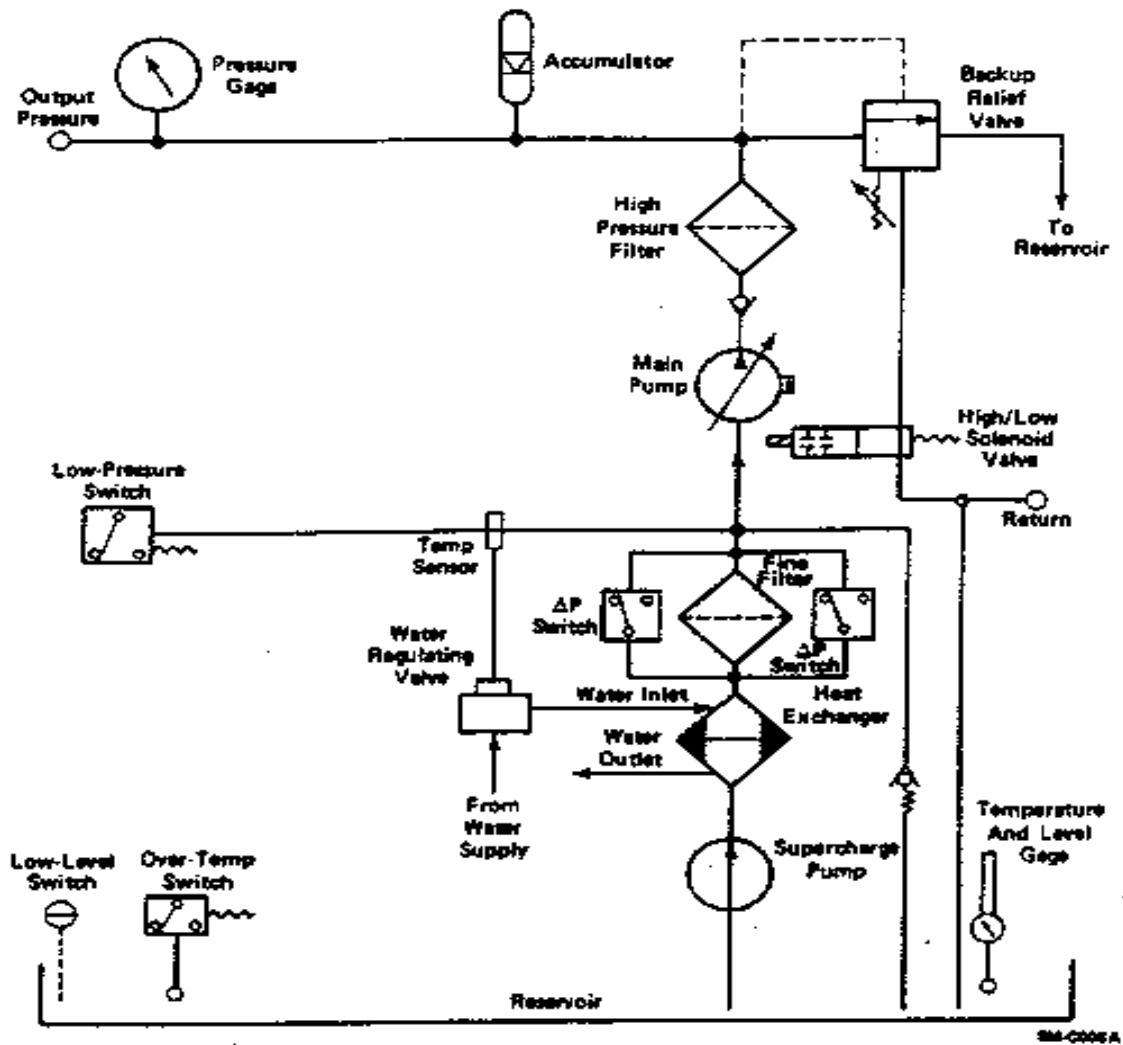 Pressure
Gage
Accumulator
Backup
Relief
Valve
Output
Pressure
High
Pressure
Filter
To
Reservoir
Main
Pump
High/Low
Solenoid
Valve
Low-Pressure
Switch
Return
Temp
Sensor
Fine
Filter
ΔP
Switch
ΔP
Switch
Water
Regulating
Valve
Water Inlet
Heat
Exchanger
Water
Outlet
From
Water
Supply
Temperature
And Level
Gage
Low-Level
Switch
Over-Temp
Switch
Supercharge
Pump
Reservoir